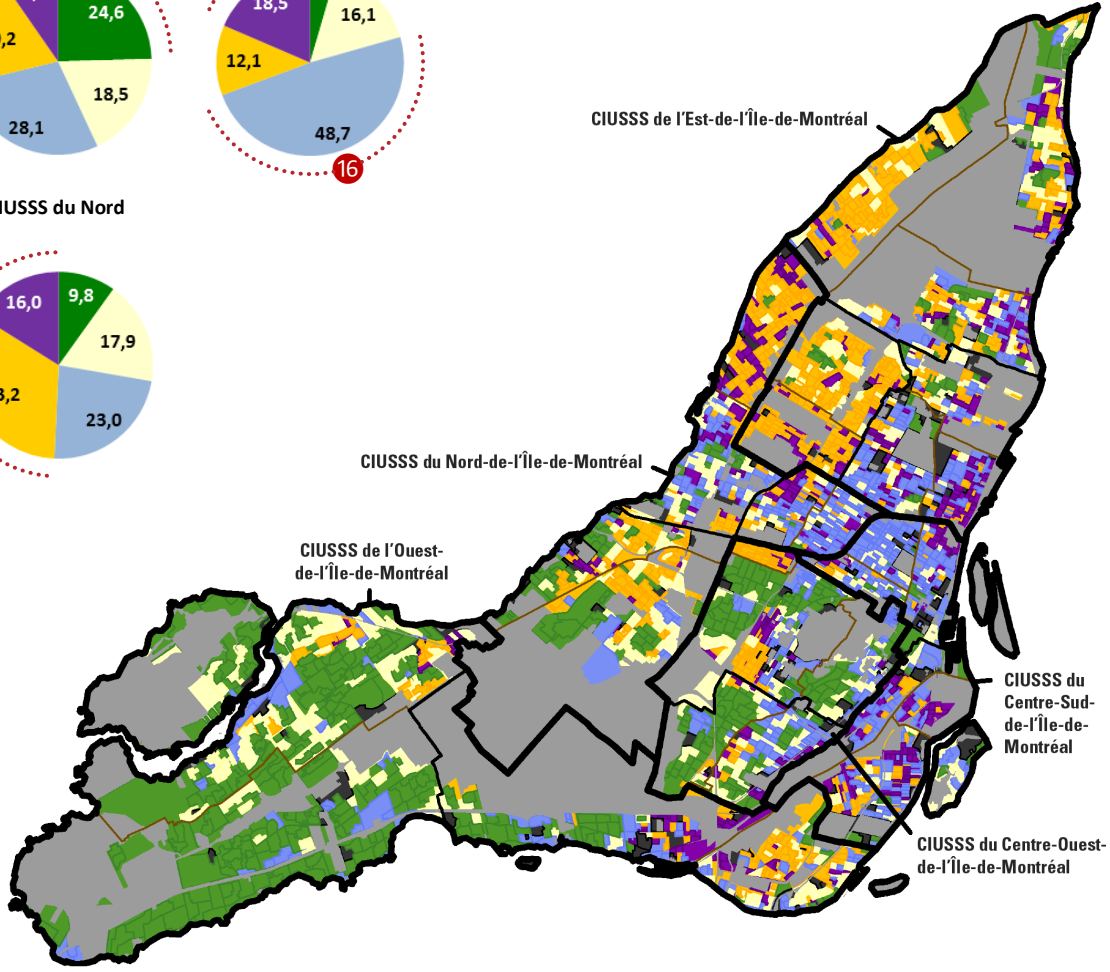 24,6
18,5
28,1
18,5
16,1
12,1
48,7
16
du Nord
16,0
9,8
17,9
23,0
CIUSSS de l'Est-de-l'Île-de-Montréal
CIUSSS du Nord-de-l'Île-de-Montréal
CIUSSS de l'Ouest-
de-l'Île-de-Montréal
CIUSSS du
Centre-Sud-
de-l'Île-de-
Montréal
CIUSSS du Centre-Ouest-
de-l'Île-de-Montréal